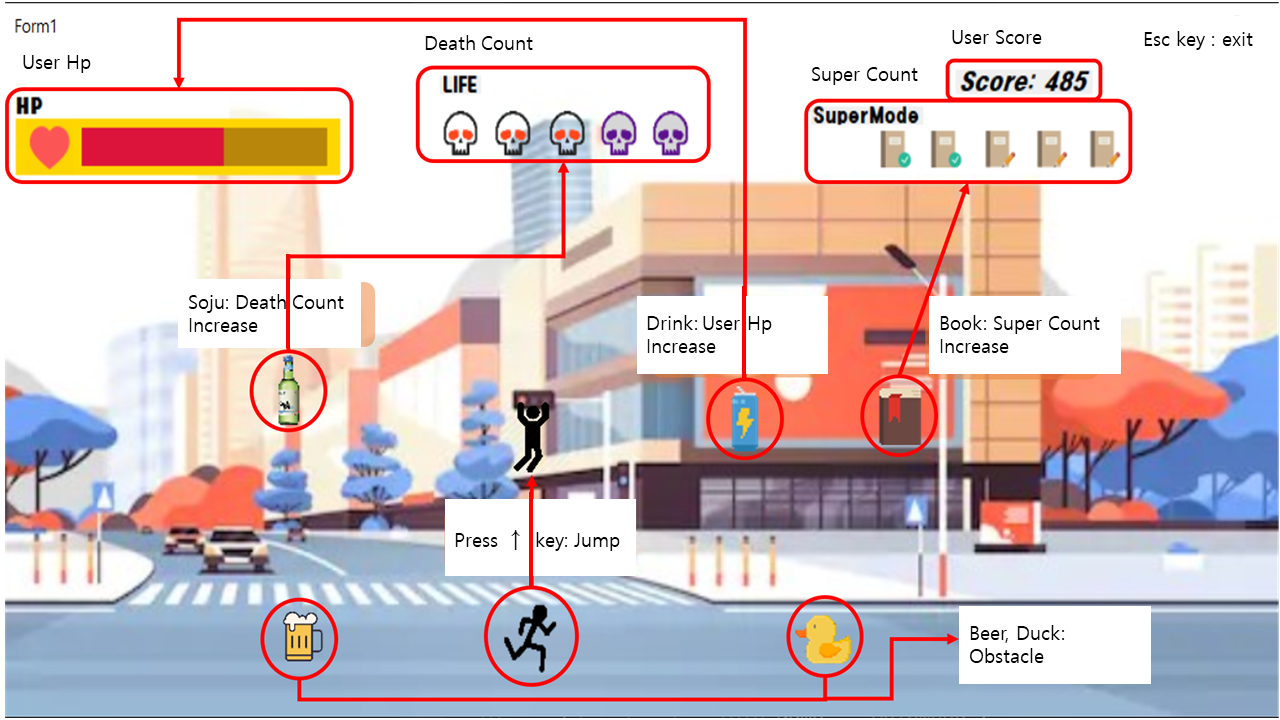 Form1
User Hp
HP
Death Count
LIFE
User Score
Esc key : exit
Super Count
Score: 485
SuperMode
Soju: Death Count
Increase
Drink: User Hp
Increase
Book: Super Count
Increase
Press ↑ key: Jump
Beer, Duck:
Obstacle